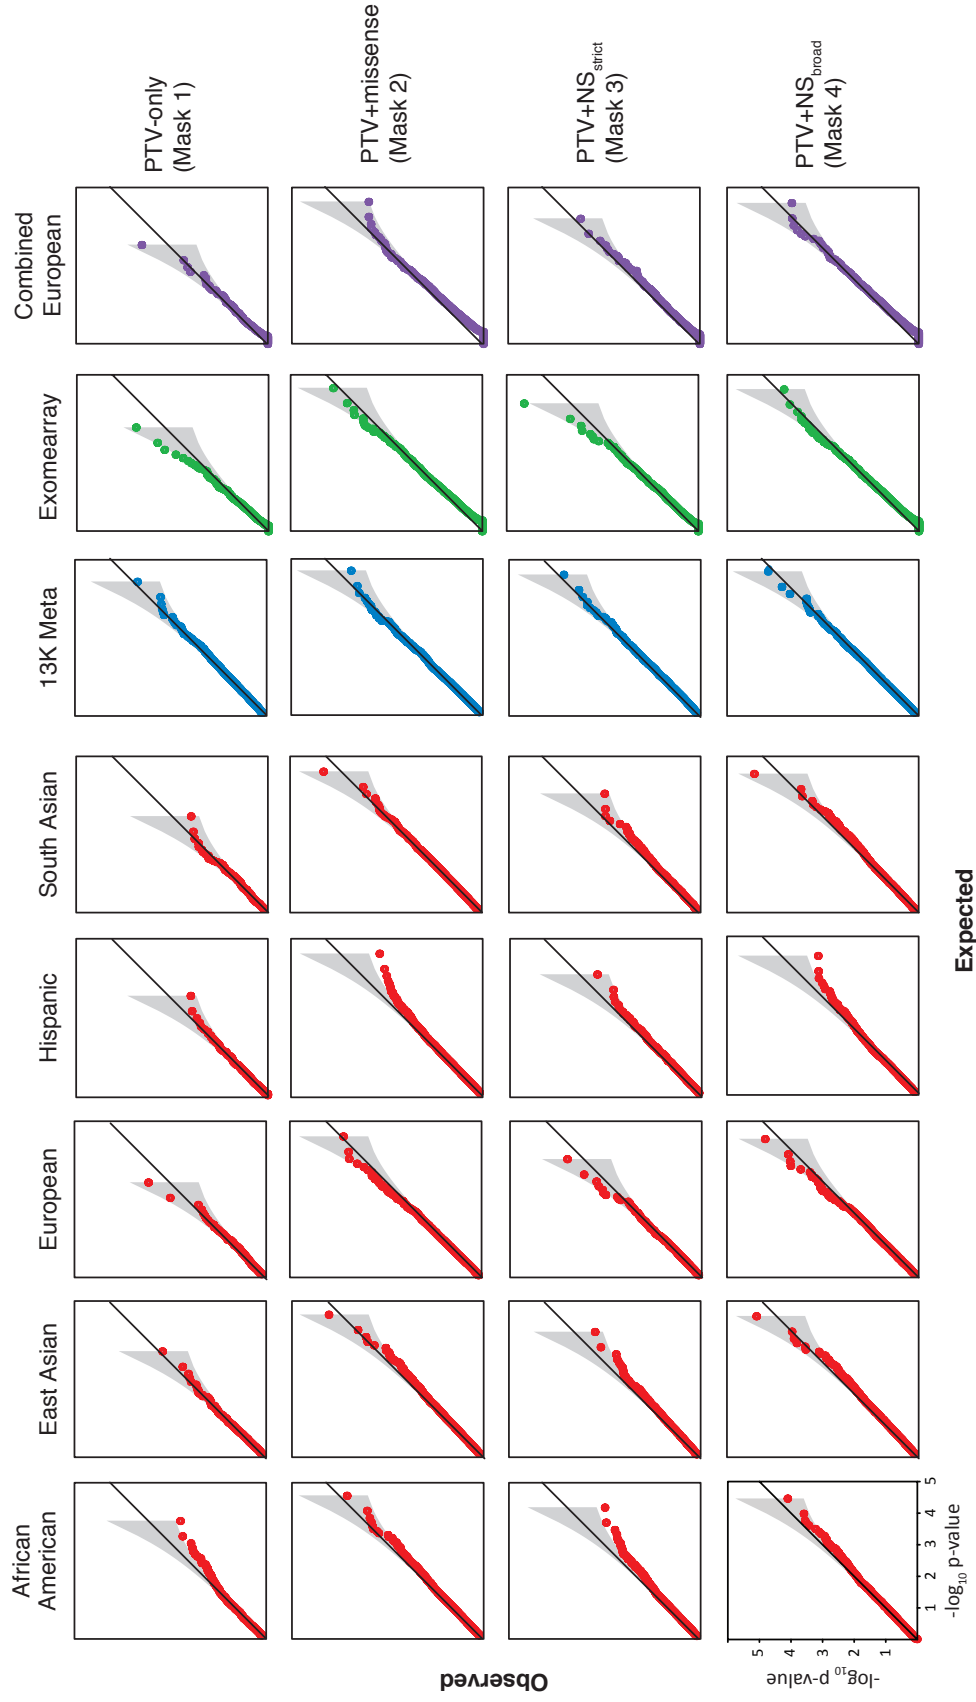 African
American
East Asian
European
Hispanic
South Asian
13K Meta
Exomearray
Combined
European
PTV-only
(Mask 1)
PTV+missense
(Mask 2)
PTV+NSstrict
(Mask 3)
PTV+NSbroad
(Mask 4)
Observed
-log10 p-value
5
4
3
2
1
1
2
3
4
5
-log10 p-value
Expected